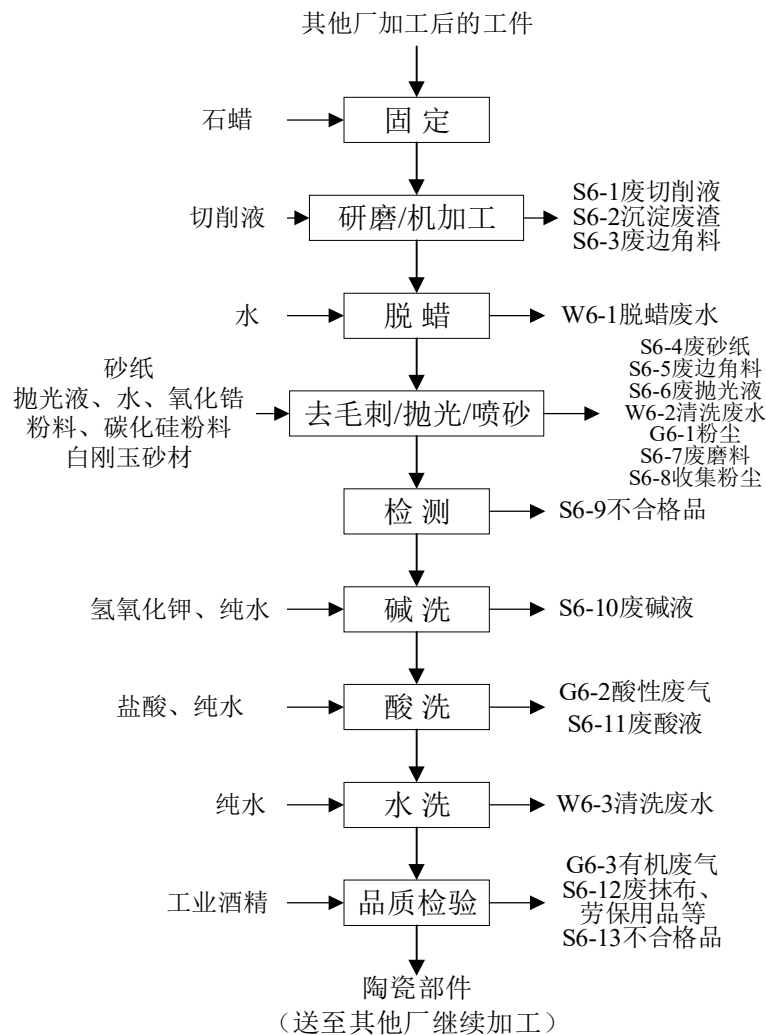 其他厂加工后的工件
石蜡
固定
切削液
研磨/机加工
S6-1废切削液
S6-2沉淀废渣
S6-3废边角料
水
脱蜡
W6-1脱蜡废水
砂纸
抛光液、水、氧化锆
粉料、碳化硅粉料
白刚玉砂材
去毛刺/抛光/喷砂
S6-4废砂纸
S6-5废边角料
S6-6废抛光液
W6-2清洗废水
G6-1粉尘
S6-7废磨料
S6-8收集粉尘
检测
S6-9不合格品
氢氧化钾、纯水
碱洗
S6-10废碱液
盐酸、纯水
酸洗
G6-2酸性废气
S6-11废酸液
纯水
水洗
W6-3清洗废水
工业酒精
品质检验
G6-3有机废气
S6-12废抹布、
劳保用品等
S6-13不合格品
陶瓷部件
（送至其他厂继续加工）